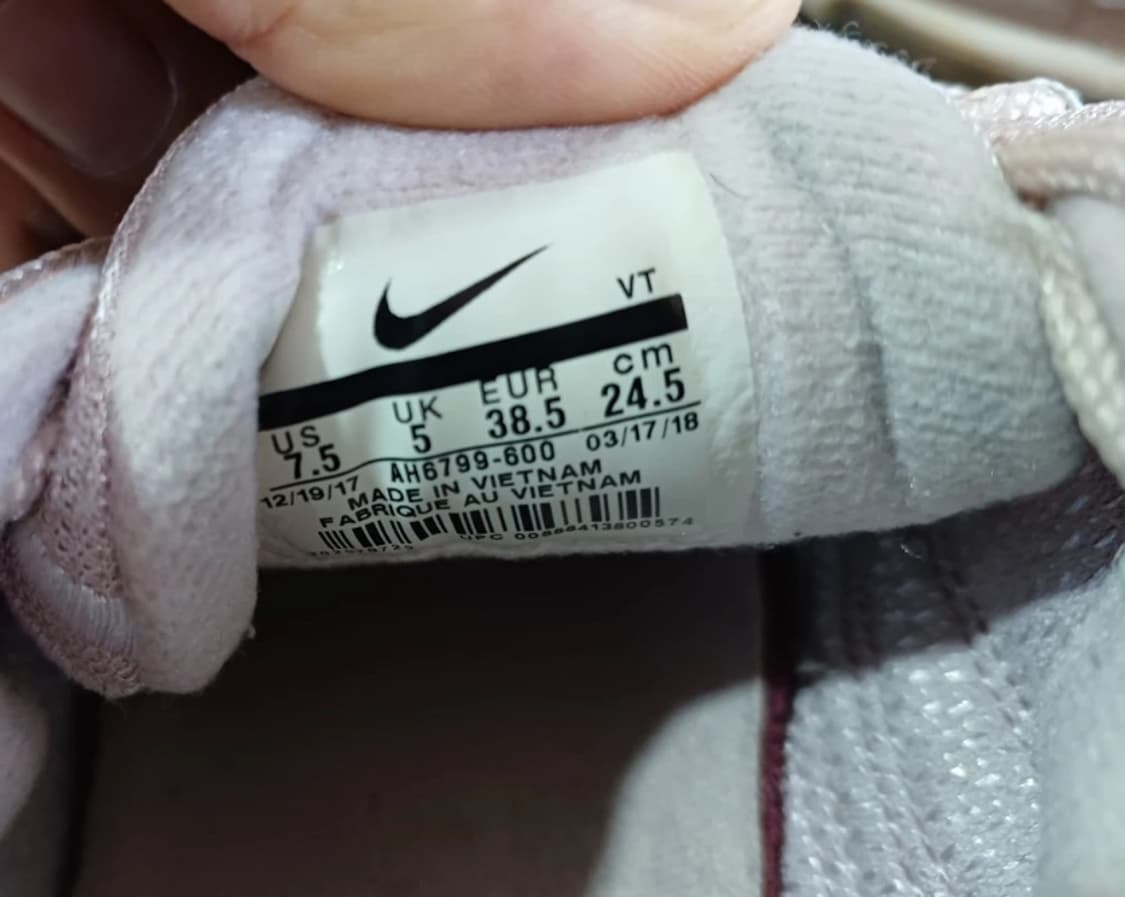 VT
US UK EUR cm
7.5 5 38.5 24.5
12/19/17 AH6799-600 03/17/18
MADE IN VIETNAM
FABRIQUE AU VIETNAM
UPC